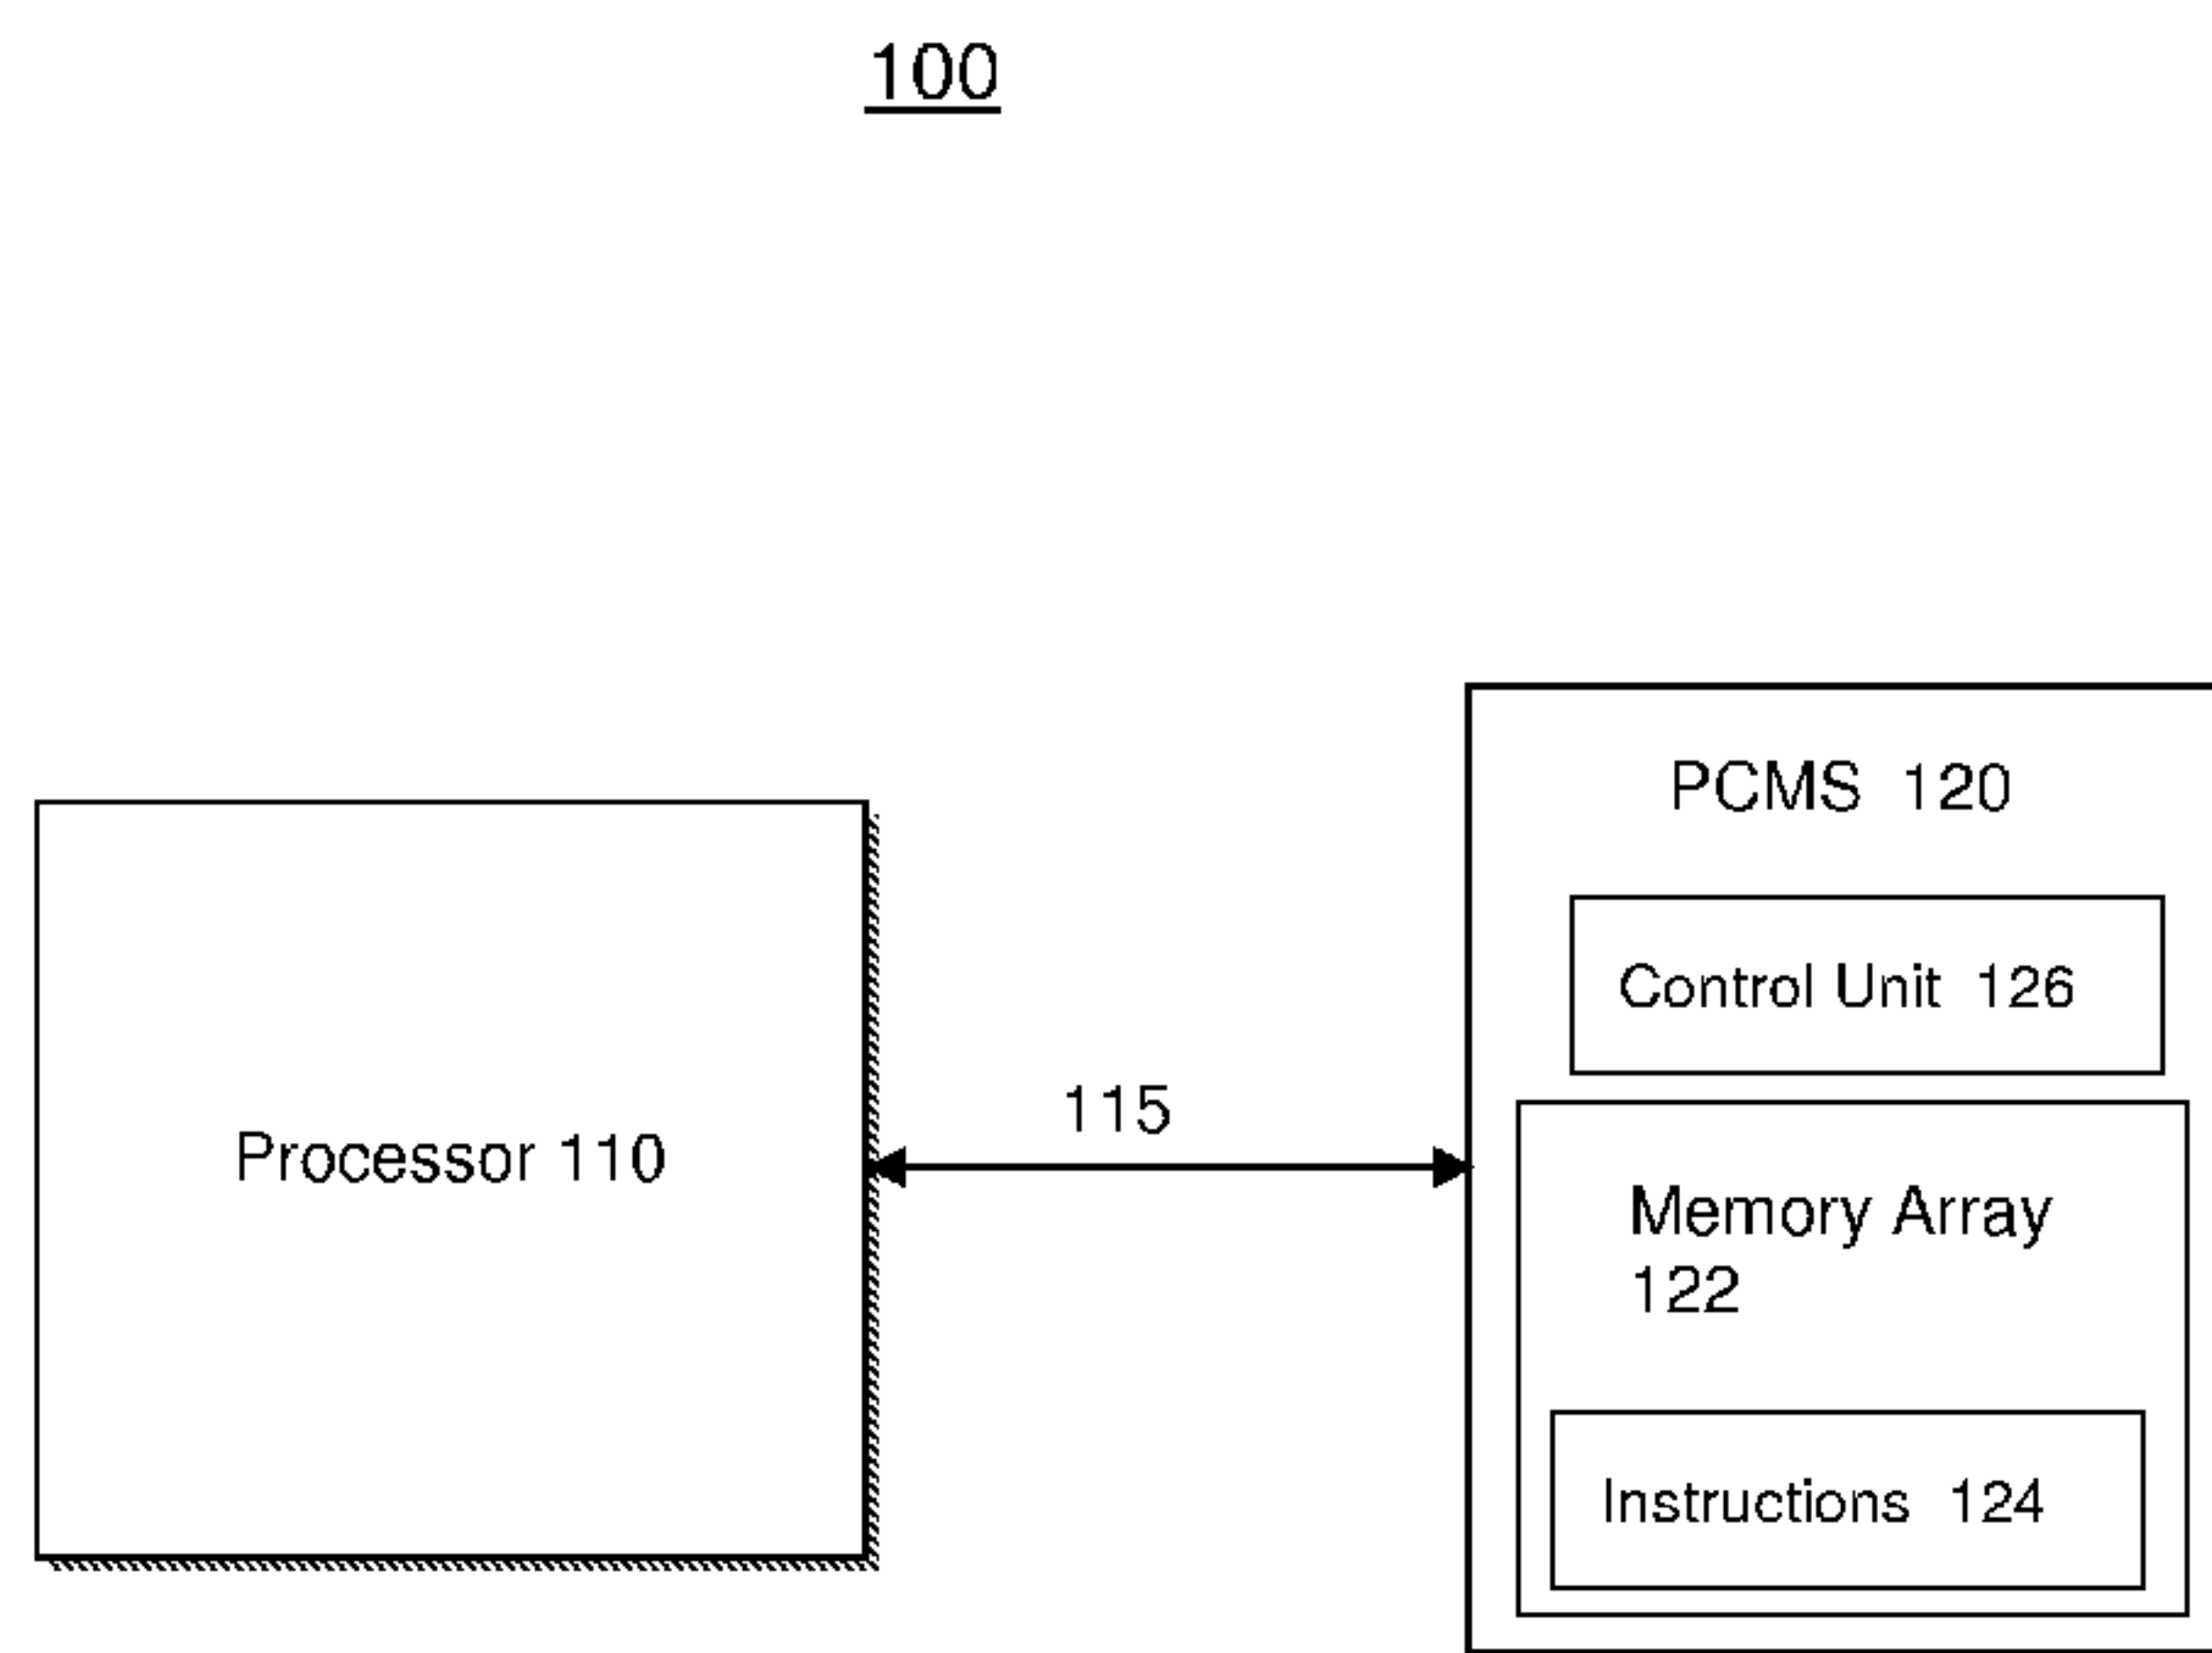 100
PCMS 120
Control Unit 126
115
Processor 110
Memory Array
122
Instructions 124